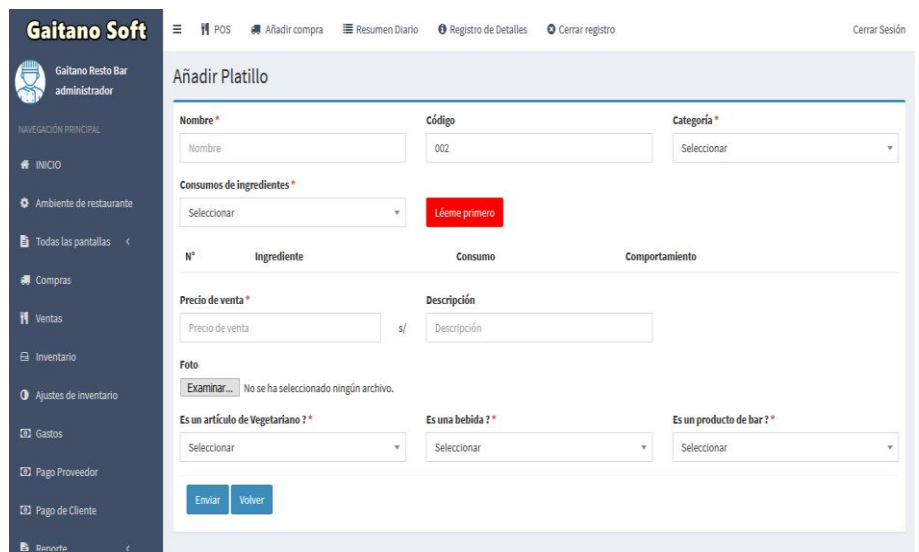 Gaitano Soft
POS Añadir compra Resumen Diario Registro de Detalles Cerrar registro Cerrar Sesión
Gaitano Resto Bar
administrador
NAVEGACIÓN PRINCIPAL
INICIO
Ambiente de restaurante
Todas las pantallas
Compras
Ventas
Inventario
Ajustes de inventario
Gastos
Pago Proveedor
Pago de Cliente
Reporte
Añadir Platillo
Nombre * Código Categoría *
Nombre 002 Seleccionar
Consumos de ingredientes *
Seleccionar Léeme primero
N° Ingrediente Consumo Comportamiento
Precio de venta * Descripción
Precio de venta s/ Descripción
Foto
Examinar... No se ha seleccionado ningún archivo.
Es un artículo de Vegetariano ? * Es una bebida ? * Es un producto de bar ? *
Seleccionar Seleccionar Seleccionar
Enviar Volver